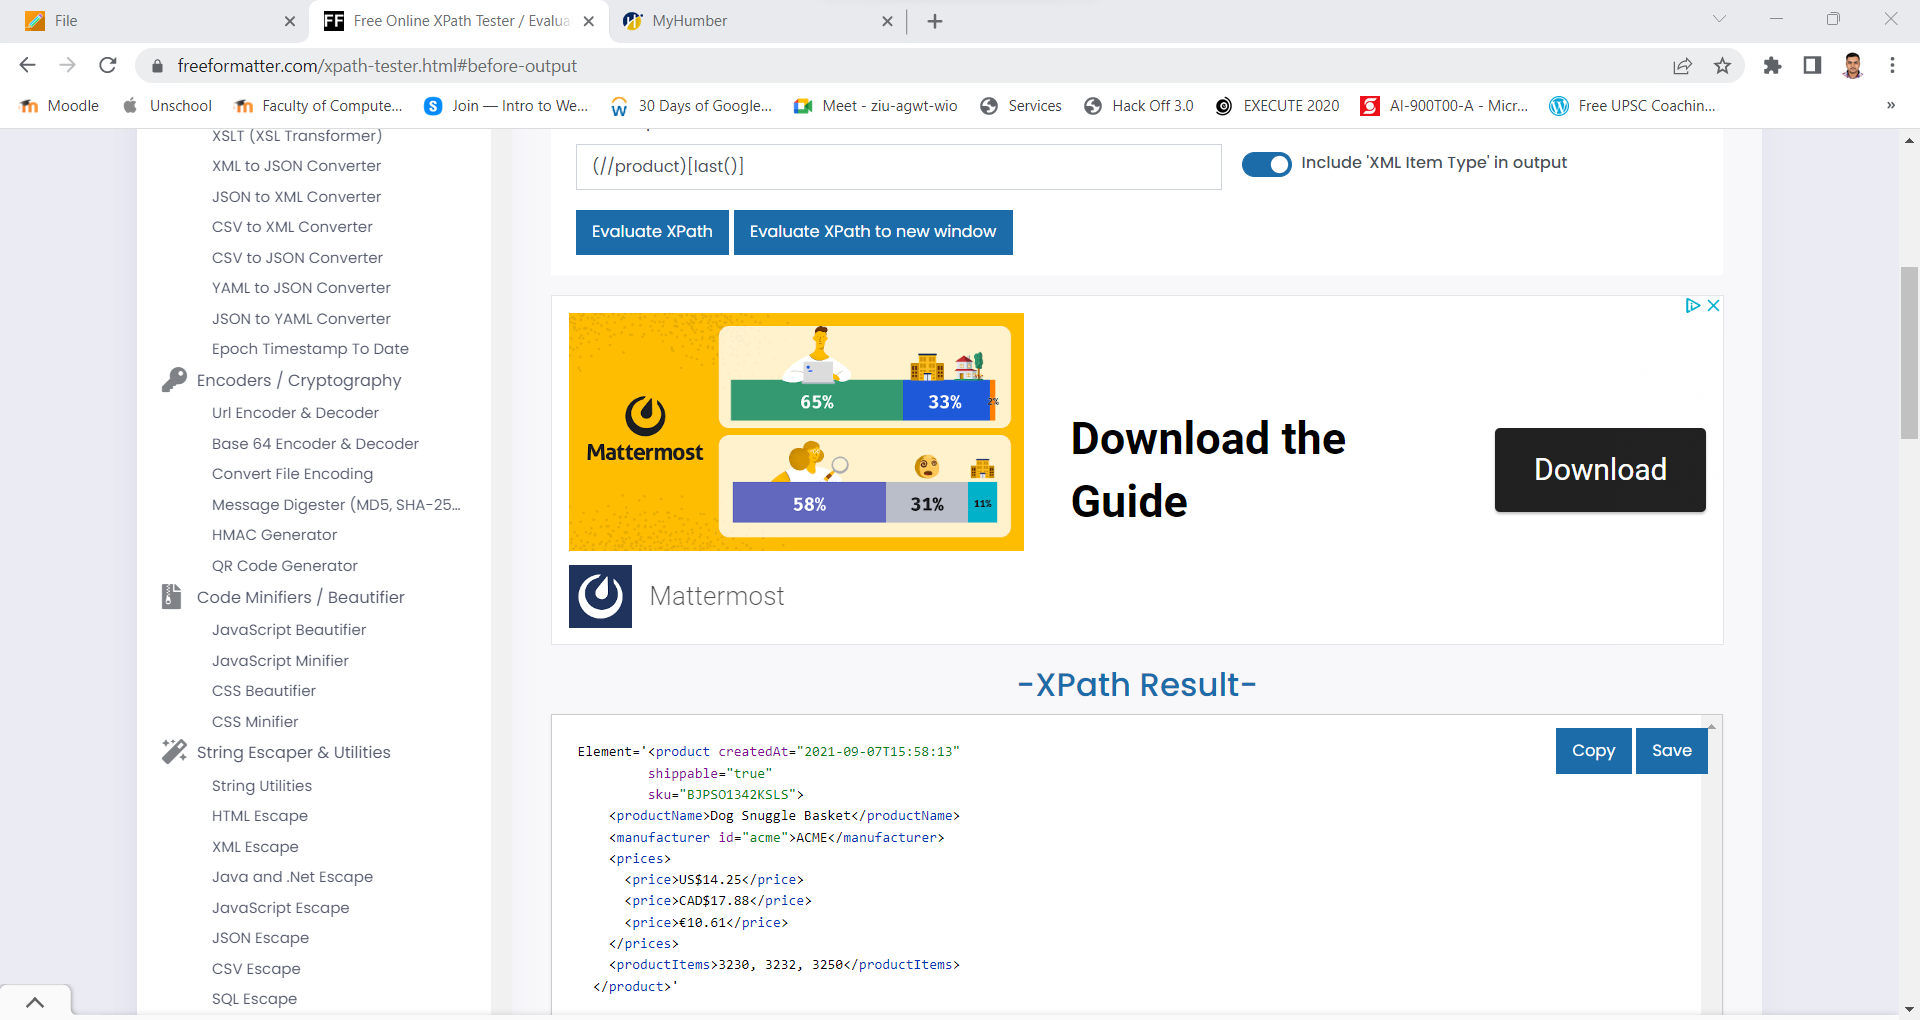 File
Free Online XPath Tester / Evalua
MyHumber
freeformatter.com/xpath-tester.html#before-output
Moodle
Unschool
Faculty of Compute...
Join — Intro to We...
30 Days of Google...
Meet - ziu-agwt-wio
Services
Hack Off 3.0
EXECUTE 2020
AI-900T00-A - Micr...
Free UPSC Coachin...
»
XSLT (XSL Transformer)
XML to JSON Converter
JSON to XML Converter
CSV to XML Converter
CSV to JSON Converter
YAML to JSON Converter
JSON to YAML Converter
Epoch Timestamp To Date
Encoders / Cryptography
Url Encoder & Decoder
Base 64 Encoder & Decoder
Convert File Encoding
Message Digester (MD5, SHA-25...
HMAC Generator
QR Code Generator
Code Minifiers / Beautifier
JavaScript Beautifier
JavaScript Minifier
CSS Beautifier
CSS Minifier
String Escaper & Utilities
String Utilities
HTML Escape
XML Escape
Java and .Net Escape
JavaScript Escape
JSON Escape
CSV Escape
SQL Escape
(//product)[last()]
Include 'XML Item Type' in output
Evaluate XPath
Evaluate XPath to new window
Mattermost
65%
33%
2%
58%
31%
11%
Download the
Guide
Download
Mattermost
-XPath Result-
Copy
Save
Element='<product createdAt="2021-09-07T15:58:13"
shippable="true"
sku="BJPSO1342KSLS">
<productName>Dog Snuggle Basket</productName>
<manufacturer id="acme">ACME</manufacturer>
<prices>
<price>US$14.25</price>
<price>CAD$17.88</price>
<price>€10.61</price>
</prices>
<productItems>3230, 3232, 3250</productItems>
</product>'